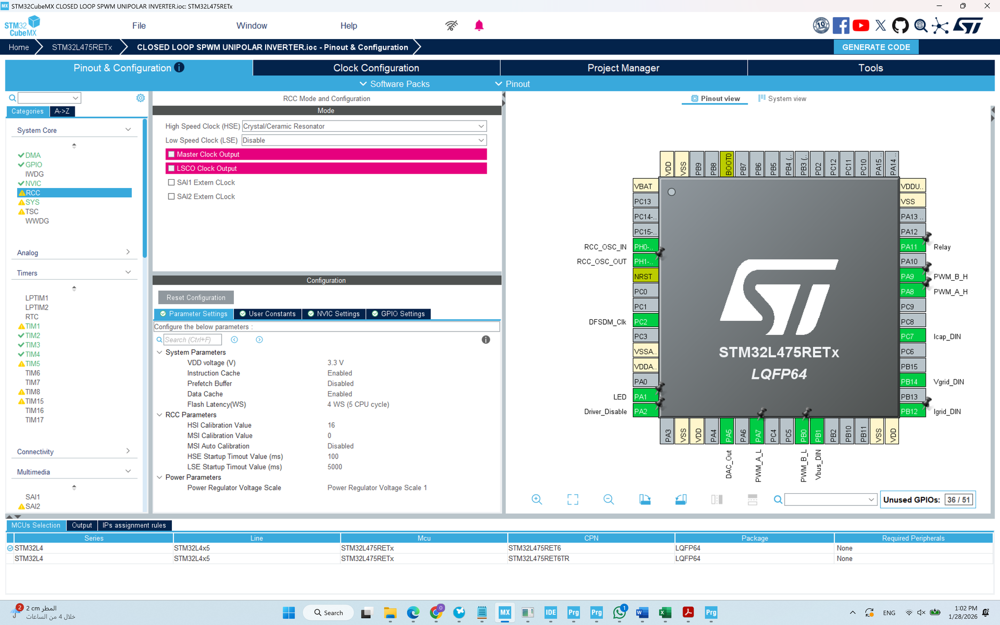 STM32CubeMX CLOSED LOOP SPWM UNIPOLAR INVERTER.ioc: STM32L475RETx
STM32
CubeMX
File
Window
Help
Home
STM32L475RETx
CLOSED LOOP SPWM UNIPOLAR INVERTER.ioc - Pinout & Configuration
GENERATE CODE
Pinout & Configuration
Clock Configuration
Project Manager
Tools
Software Packs
Pinout
Categories
A->Z
System Core
DMA
GPIO
IWDG
NVIC
RCC
SYS
TSC
WWDG
Analog
Timers
LPTIM1
LPTIM2
RTC
TIM1
TIM2
TIM3
TIM4
TIM5
TIM6
TIM7
TIM8
TIM15
TIM16
TIM17
Connectivity
Multimedia
SAI1
SAI2
RCC Mode and Configuration
Mode
High Speed Clock (HSE) Crystal/Ceramic Resonator
Low Speed Clock (LSE) Disable
Master Clock Output
LSCO Clock Output
SAI1 Extern CLock
SAI2 Extern CLock
Configuration
Reset Configuration
Parameter Settings
User Constants
NVIC Settings
GPIO Settings
Configure the below parameters :
Search (Ctrl+F)
System Parameters
VDD voltage (V) 3.3 V
Instruction Cache Enabled
Prefetch Buffer Disabled
Data Cache Enabled
Flash Latency(WS) 4 WS (5 CPU cycle)
RCC Parameters
HSI Calibration Value 16
MSI Calibration Value 0
MSI Auto Calibration Disabled
HSE Startup Timout Value (ms) 100
LSE Startup Timout Value (ms) 5000
Power Parameters
Power Regulator Voltage Scale Power Regulator Voltage Scale 1
Pinout view
System view
VDD
VSS
PB9
PB8
BOOT0
PB7
PB6
PB5
PB4 (..
PB3 (..
PD2
PC12
PC11
PC10
PA15 ..
PA14 ..
VBAT
PC13
PC14-..
PC15-..
RCC_OSC_IN PH0-..
RCC_OSC_OUT PH1-..
NRST
PC0
PC1
DFSDM_Clk PC2
PC3
VSSA..
VDDA..
PA0
LED PA1
Driver_Disable PA2
STM32L475RETx
LQFP64
VDDU..
VSS
PA13 ..
PA12
PA11 Relay
PA10
PA9 PWM_B_H
PA8 PWM_A_H
PC9
PC8
PC7 Icap_DIN
PC6
PB15
PB14 Vgrid_DIN
PB13
PB12 Igrid_DIN
PA3
VSS
VDD
PA4
PA5
PA6
PA7
PC4
PC5
PB0
PB1
PB2
PB10
PB11
VSS
VDD
DAC_Out
PWM_A_L
PWM_B_L
Vbus_DIN
Unused GPIOs: 36 / 51
MCUs Selection
Output
IPs assignment rules
Series Line Mcu CPN Package Required Peripherals
STM32L4 STM32L4x5 STM32L475RETx STM32L475RET6 LQFP64 None
STM32L4 STM32L4x5 STM32L475RETx STM32L475RET6TR LQFP64 None
2
المطر 2 cm
خلال 4 من الساعات
Search
0
MX
IDE
Prg
Prg
1
Prg
ENG
1:02 PM
1/28/2026